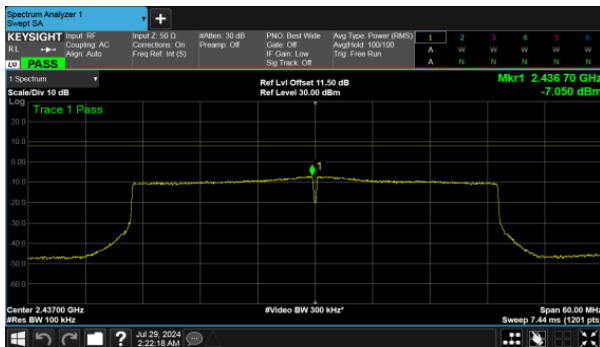 Spectrum Analyzer 1
Swept SA
+
KEYSIGHT Input: RF Input Z: 50 Ω #Atten: 30 dB PNO: Best Wide Avg Type: Power (RMS) 1 2 3 4 5 6
RL Coupling: AC Corrections: On Preamp: Off Gate: Off Avg|Hold: 100/100 A W W W W W
Align: Auto Freq Ref: Int (S) IF Gain: Low Trig: Free Run
LXI PASS Sig Track: Off A N N N N N
1 Spectrum Ref Lvl Offset 11.50 dB Mkr1 2.436 70 GHz
Scale/Div 10 dB Ref Level 30.00 dBm -7.050 dBm
Log
Trace 1 Pass
20.0
10.0
0.00
1
-10.0
-20.0
-30.0
-40.0
-50.0
-60.0
Center 2.43700 GHz #Video BW 300 kHz* Span 60.00 MHz
#Res BW 100 kHz Sweep 7.44 ms (1201 pts)
? Jul 29, 2024
2:22:18 AM